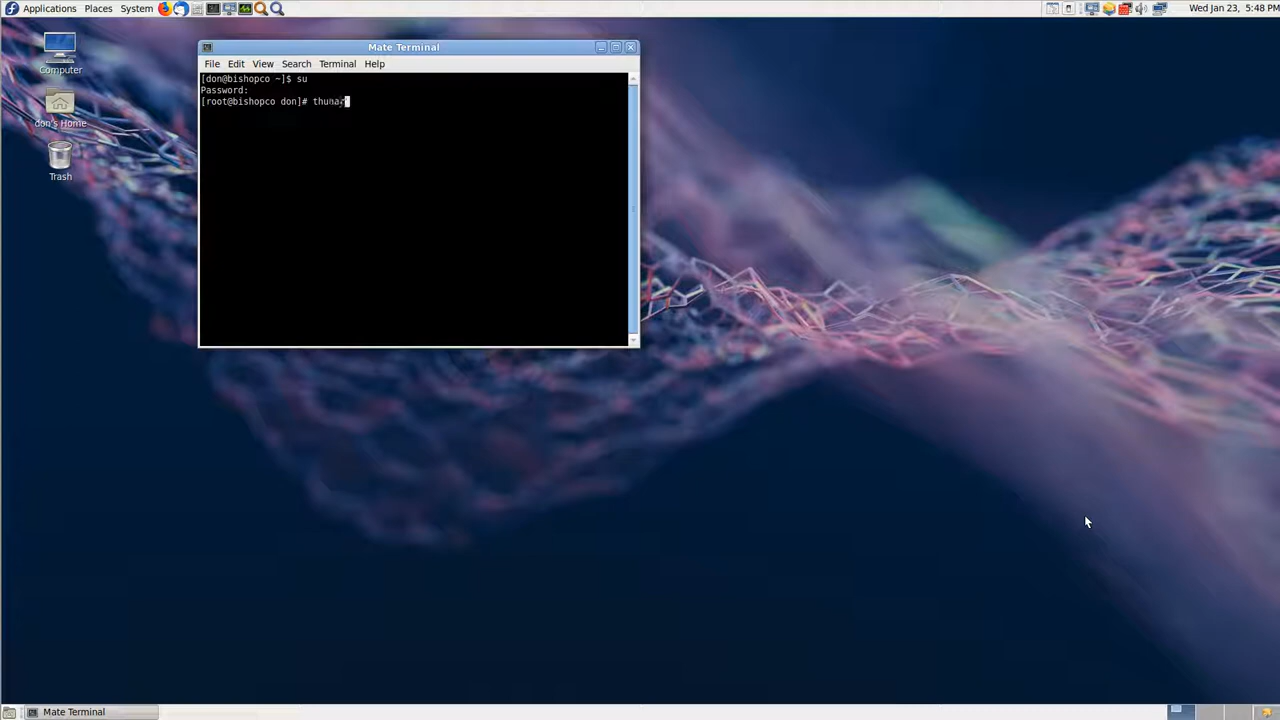 Applications Places System
Wed Jan 23, 5:48 PM
Computer
don's Home
Trash
Mate Terminal
File Edit View Search Terminal Help
[don@bishopco ~]$ su
Password:
[root@bishopco don]# thunar
Mate Terminal